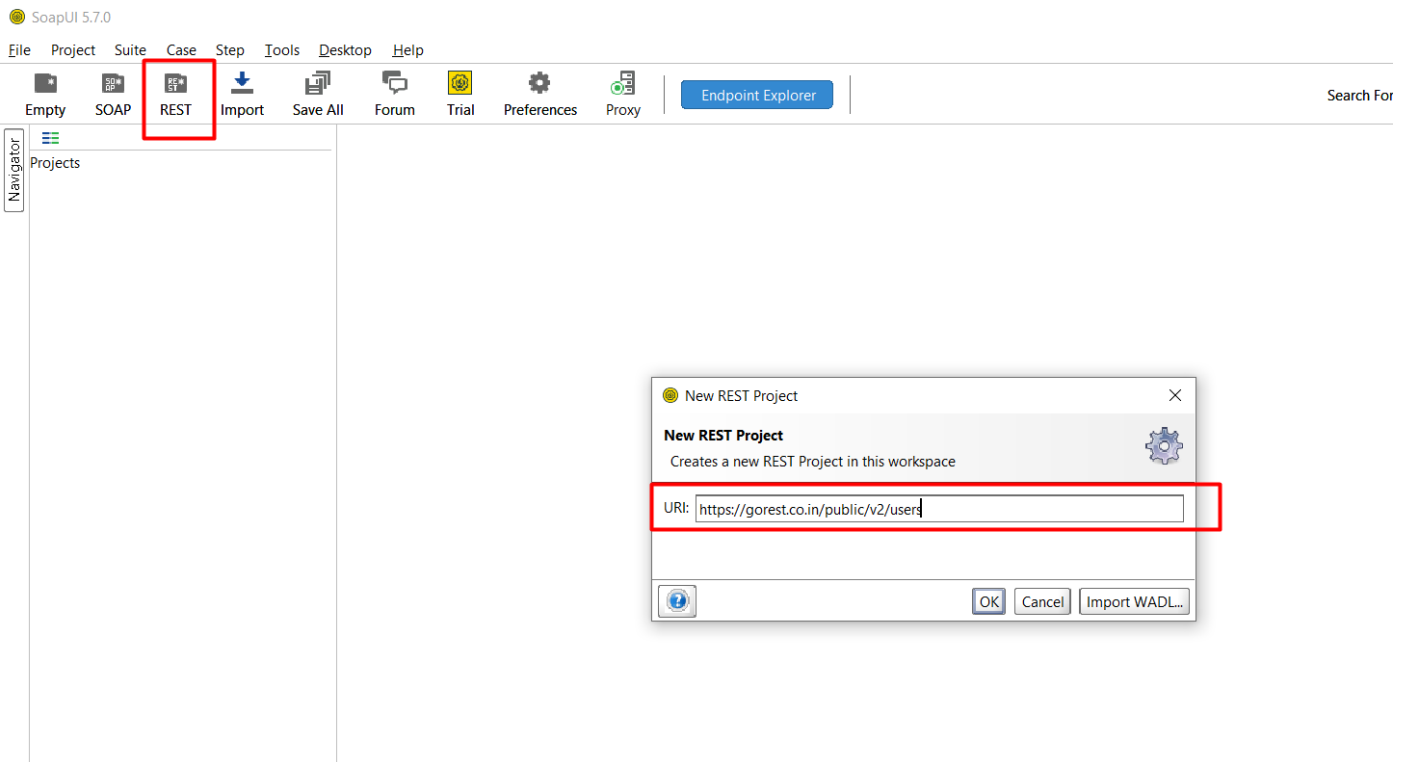 SoapUI 5.7.0
File Project Suite Case Step Tools Desktop Help
Empty SOAP REST Import Save All Forum Trial Preferences Proxy Endpoint Explorer Search For
Navigator
Projects
New REST Project
New REST Project
Creates a new REST Project in this workspace
URI: https://gorest.co.in/public/v2/users
OK Cancel Import WADL...